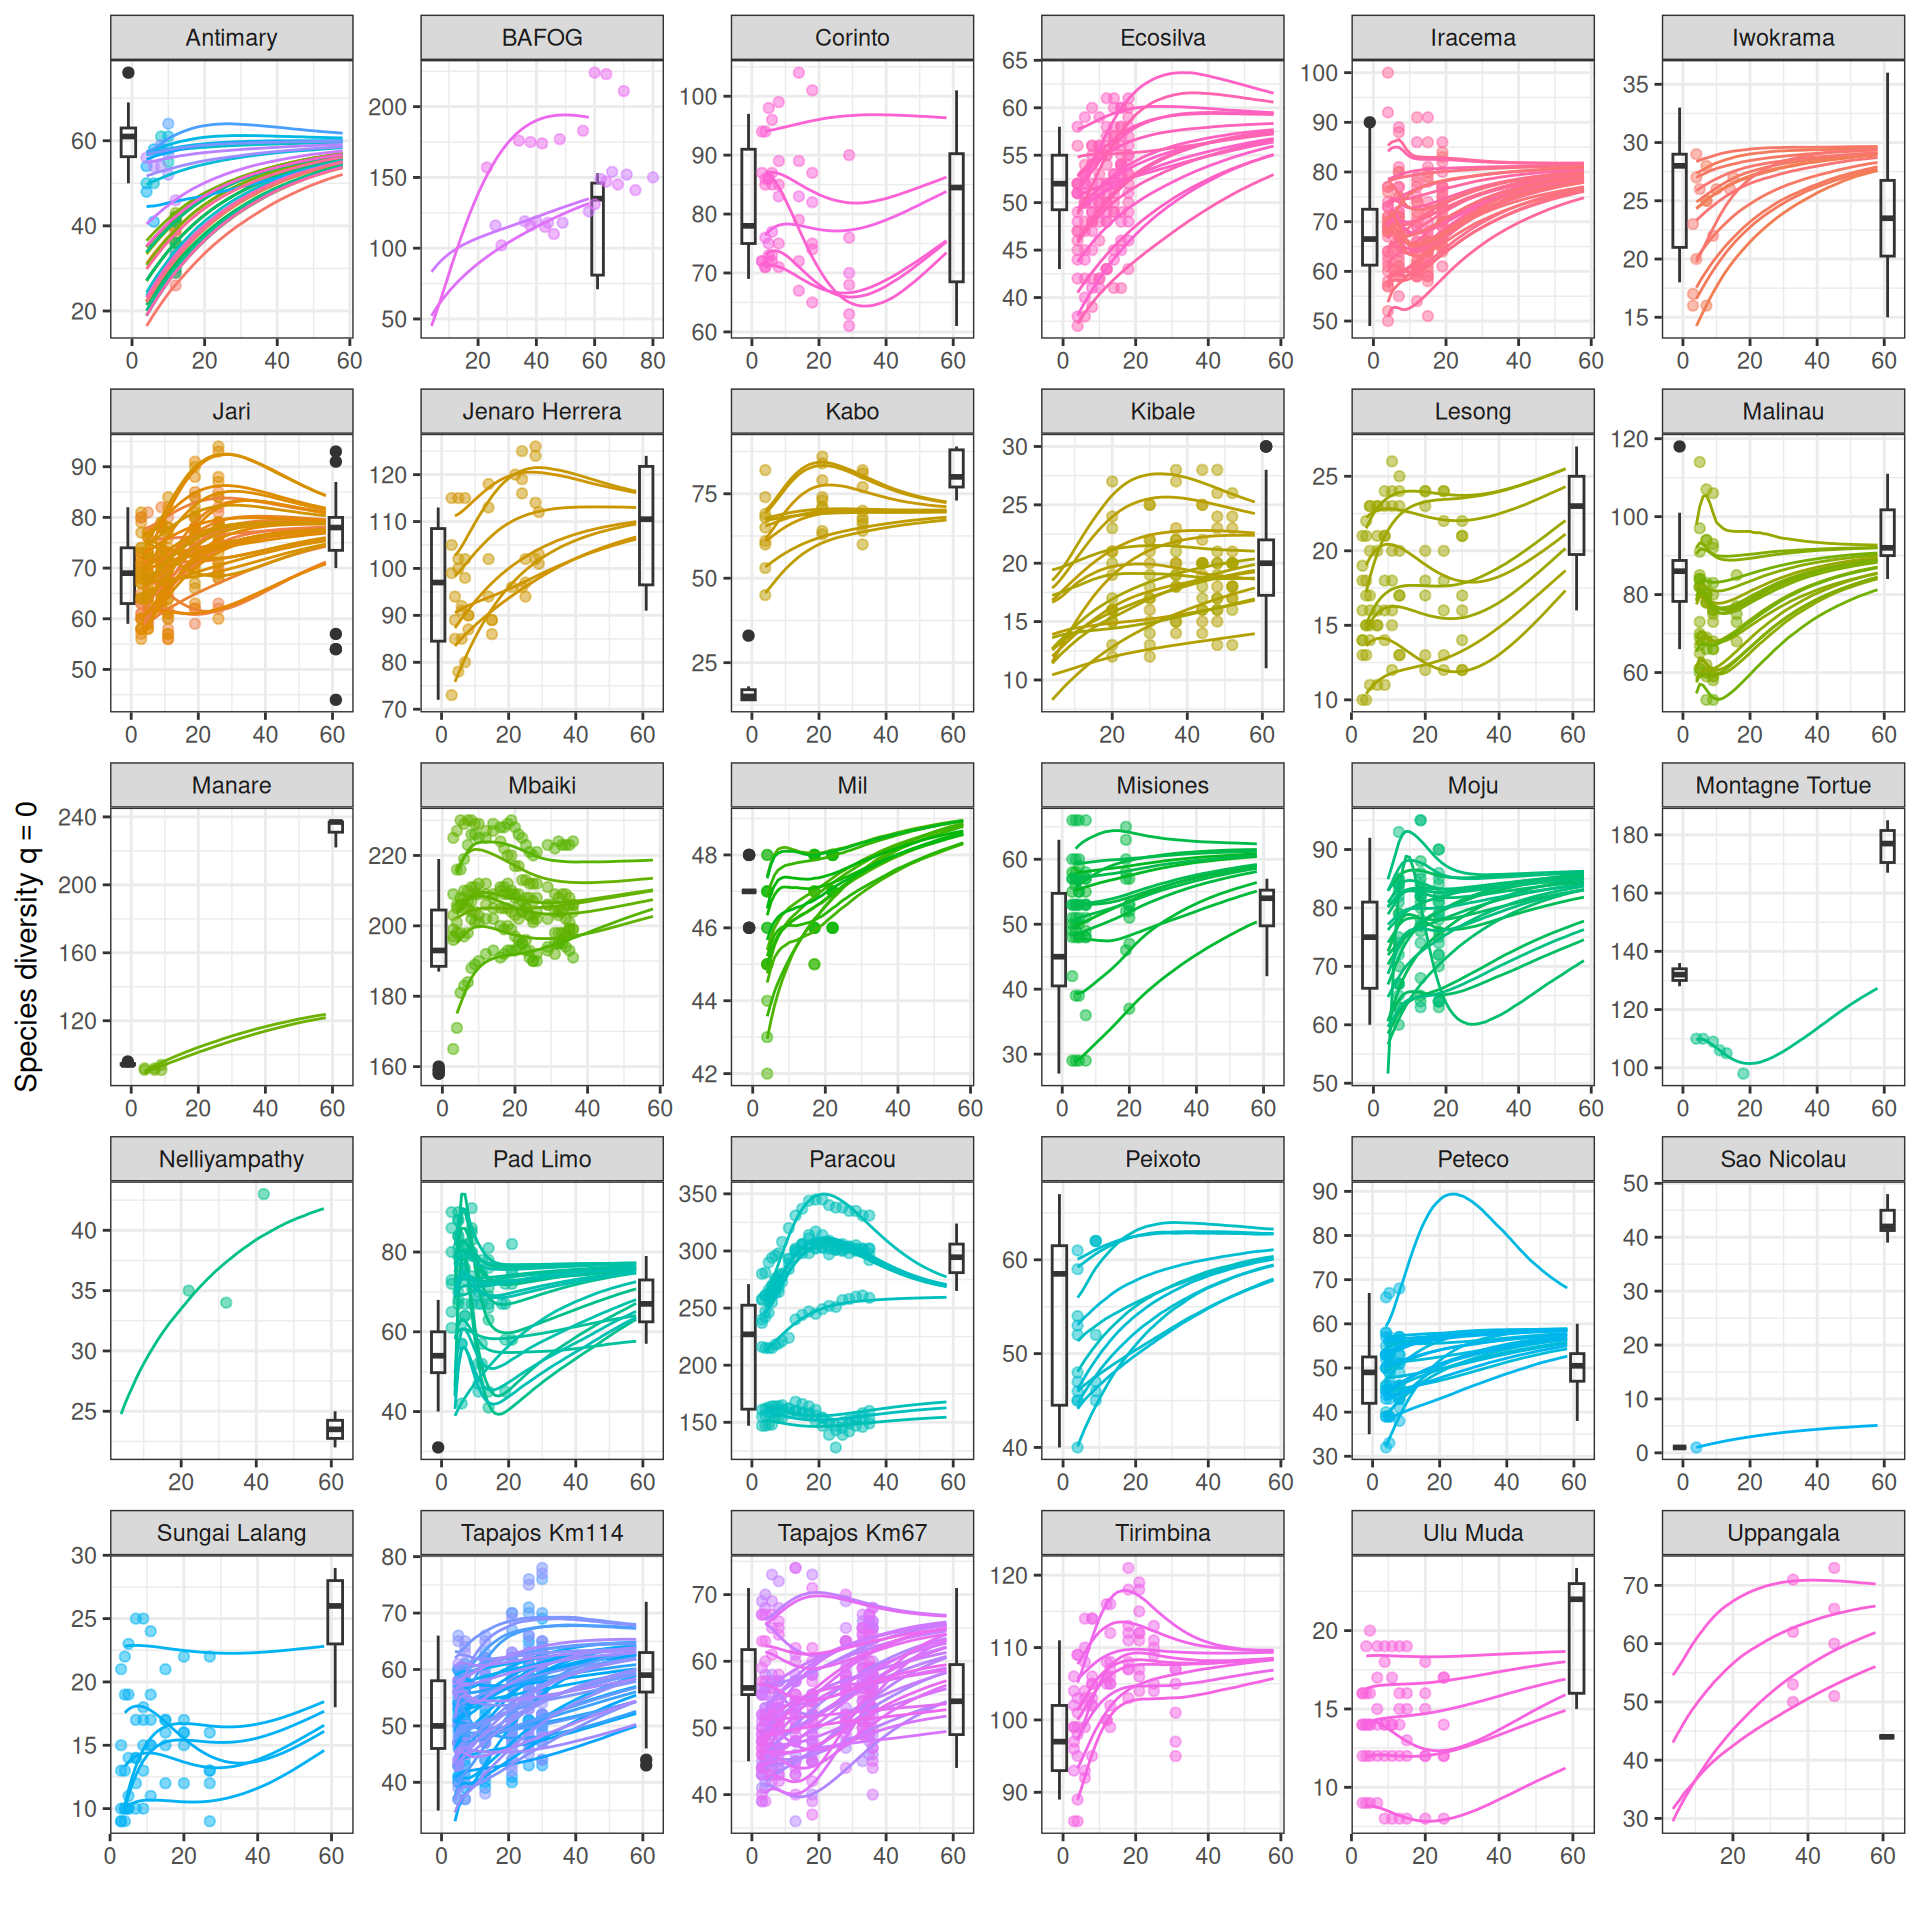 Antimary BAFOG Corinto Ecosilva Iracema Iwokrama
60 40 20
200 150 100 50
100 90 80 70 60
65 60 55 50 45 40
100 90 80 70 60 50
35 30 25 20 15
0 20 40 60 20 40 60 80 0 20 40 60 0 20 40 60 0 20 40 60 0 20 40 60
Jari Jenaro Herrera Kabo Kibale Lesong Malinau
90 80 70 60 50
120 110 100 90 80 70
75 50 25
30 25 20 15 10
25 20 15 10
120 100 80 60
0 20 40 60 0 20 40 60 0 20 40 60 20 40 60 0 20 40 60 0 20 40 60
Species diversity q = 0
Manare Mbaiki Mil Misiones Moju Montagne Tortue
240 200 160 120
220 200 180 160
48 46 44 42
60 50 40 30
90 80 70 60 50
180 160 140 120 100
0 20 40 60 0 20 40 60 0 20 40 60 0 20 40 60 0 20 40 60 0 20 40 60
Nelliyampathy Pad Limo Paracou Peixoto Peteco Sao Nicolau
40 35 30 25
80 60 40
350 300 250 200 150
60 50 40
90 80 70 60 50 40 30
50 40 30 20 10 0
20 40 60 0 20 40 60 0 20 40 60 0 20 40 60 0 20 40 60 0 20 40 60
Sungai Lalang Tapajos Km114 Tapajos Km67 Tirimbina Ulu Muda Uppangala
30 25 20 15 10
80 70 60 50 40
70 60 50 40
120 110 100 90
20 15 10
70 60 50 40 30
0 20 40 60 0 20 40 60 0 20 40 60 0 20 40 60 0 20 40 60 20 40 60